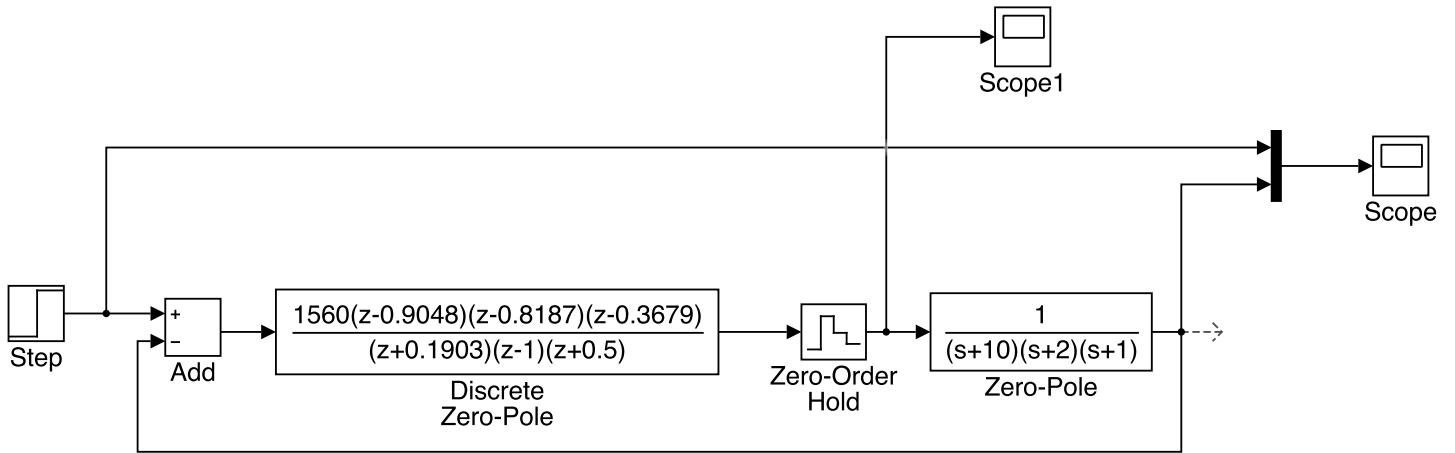 Scope1
Scope
Step
+
−
Add
1560(z-0.9048)(z-0.8187)(z-0.3679)
(z+0.1903)(z-1)(z+0.5)
Discrete
Zero-Pole
Zero-Order
Hold
1
(s+10)(s+2)(s+1)
Zero-Pole